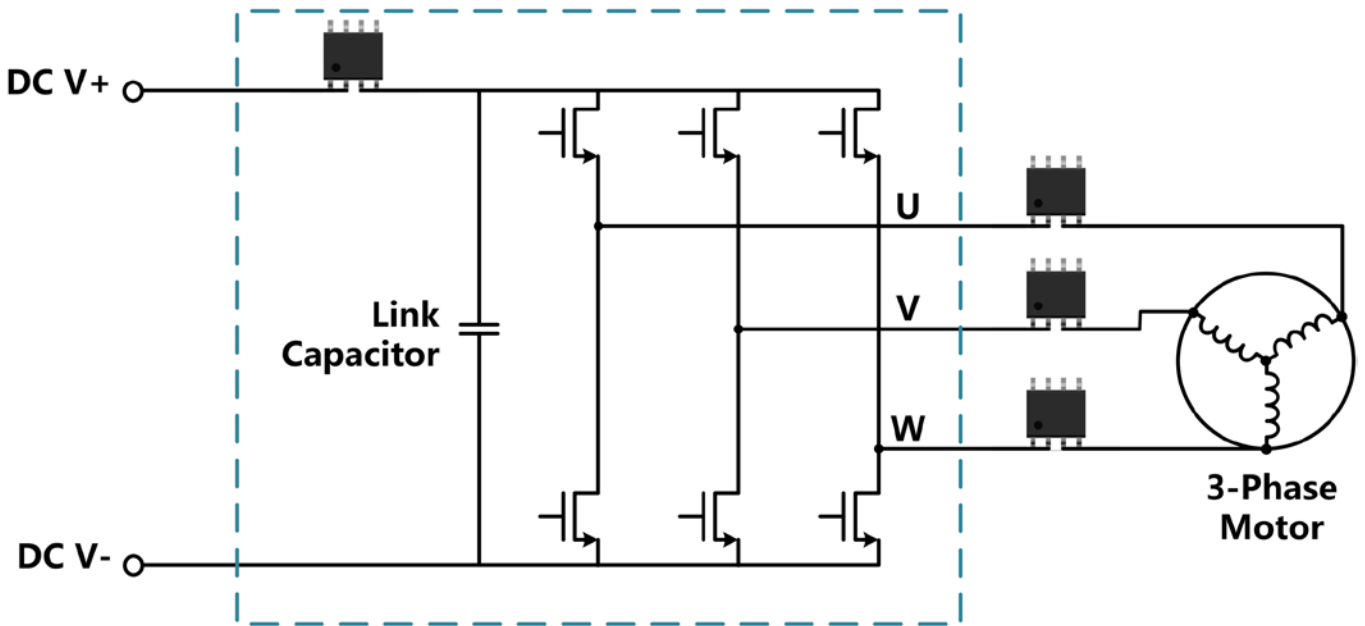 DC V+
U
V
Link
Capacitor
W
3-Phase
Motor
DC V-